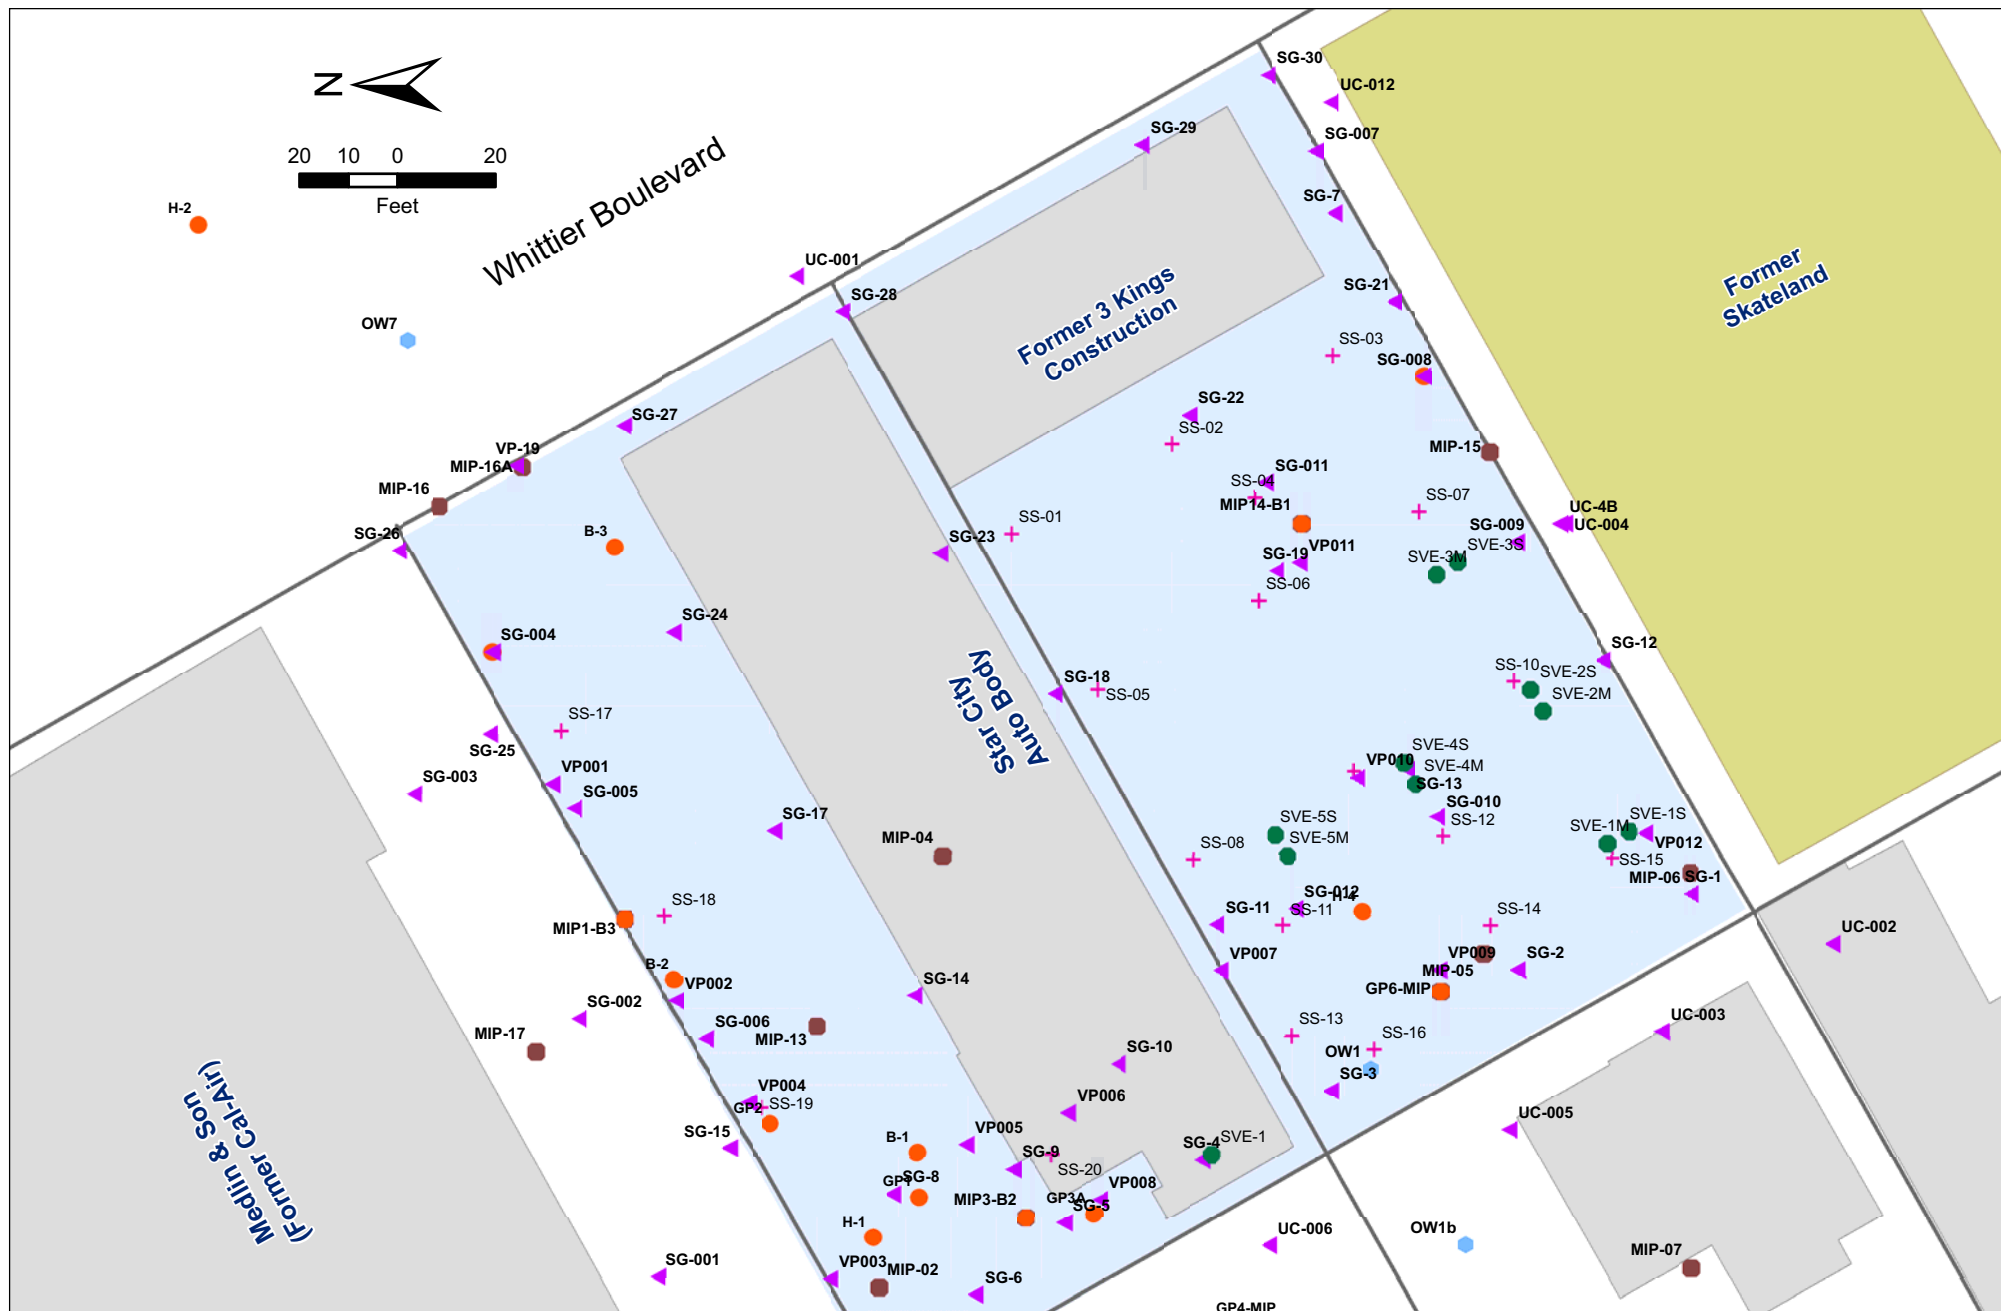 SG-30
UC-012
SG-29
SG-007
N
20 10 0 20
Feet
Whittier Boulevard
H-2
SG-7
UC-001
SG-28
SG-21
Former
Skateland
Former 3 Kings
Construction
OW7
SS-03
SG-008
SG-27
SG-22
SS-02
VP-19
MIP-16A
MIP-16
MIP-15
SG-011
SS-04
MIP14-B1
SS-07
SS-01
UC-4B
UC-004
SG-009
SG-26
B-3
SG-23
SVE-3S
SVE-3M
VP011
SG-19
SS-06
SG-24
SG-004
SG-12
SS-10
SVE-2S
SVE-2M
SG-18
SS-05
Star City
Auto Body
SS-17
SG-25
SVE-4S
SVE-4M
VP010
SG-13
SG-003
VP001
SG-005
SG-010
SS-12
SG-17
SVE-5S
SVE-5M
SVE-1S
SVE-1M
VP012
MIP-04
SS-08
SS-15
MIP-06
SG-1
SS-18
MIP1-B3
SG-012
H-4
SS-11
SG-11
SS-14
UC-002
B-2
VP002
SG-14
VP007
VP009
MIP-05
SG-2
GP6-MIP
SG-002
SG-006
MIP-13
MIP-17
SS-13
SS-16
UC-003
SG-10
OW1
SG-3
VP004
GP2
SS-19
VP006
UC-005
Medlin & Son
(Former Cal-Air)
SG-15
B-1
VP005
SG-4
SVE-1
SG-9
SS-20
GP1
SG-8
MIP3-B2
GP3A
VP008
SG-5
H-1
UC-006
OW1b
MIP-07
SG-001
VP003
MIP-02
SG-6
GP4-MIP